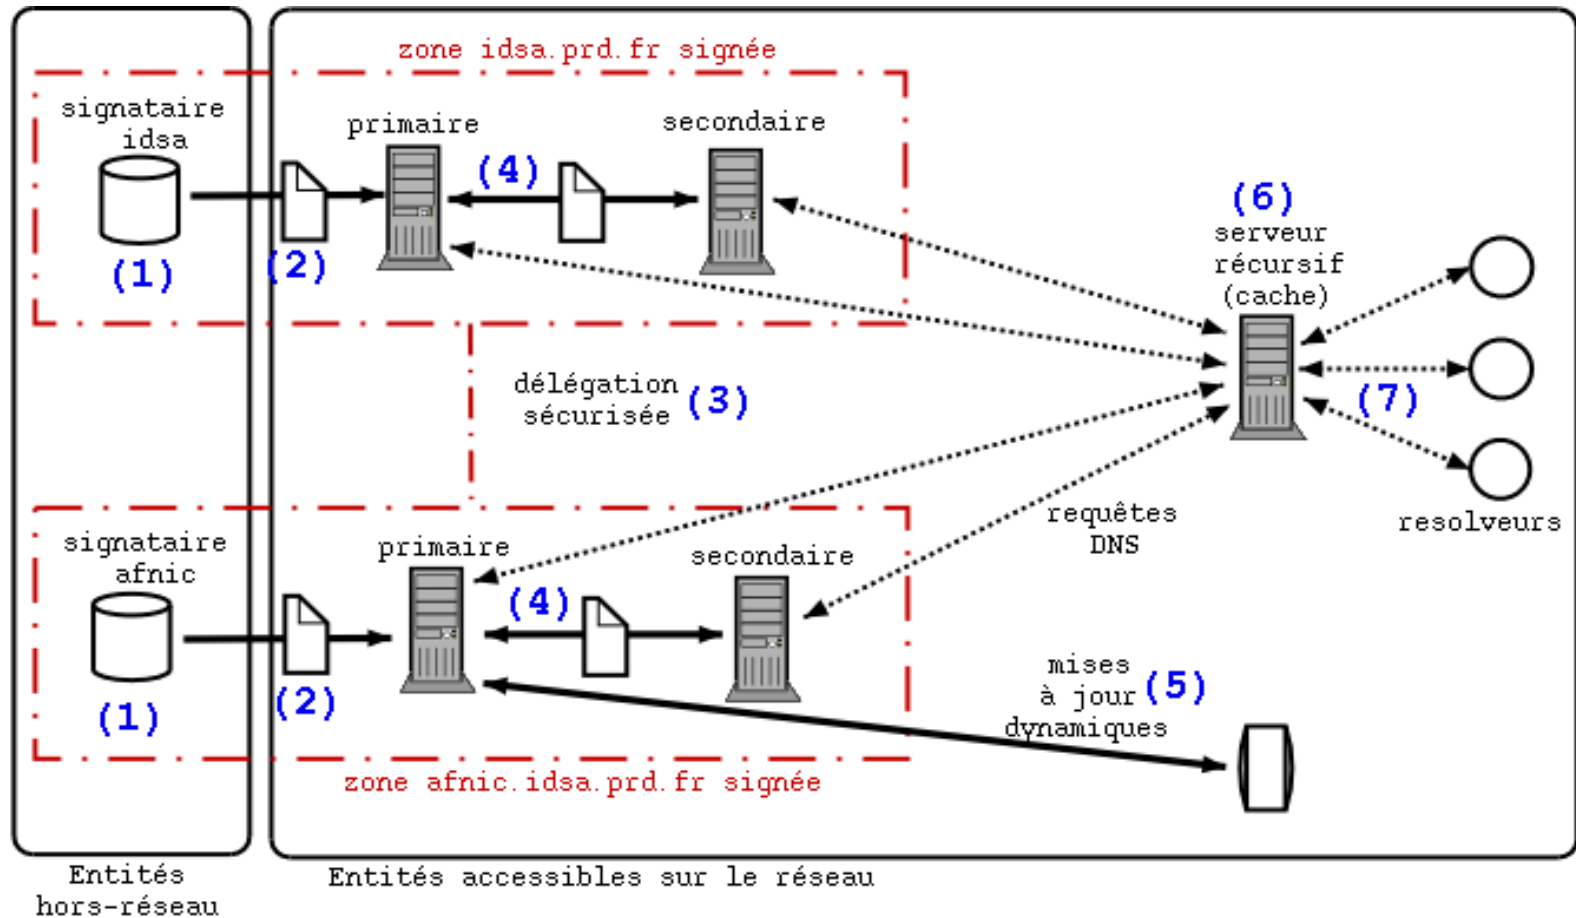 zone idsa.prd.fr signée
signataire
idsa
primaire
secondaire
(4)
(1)
(2)
(6)
serveur
récursif
(cache)
délégation
sécurisée
(3)
(7)
resolveurs
requêtes
DNS
signataire
afnic
primaire
secondaire
(4)
(1)
(2)
mises
à jour
dynamiques
(5)
zone afnic.idsa.prd.fr signée
Entités
hors-réseau
Entités accessibles sur le réseau